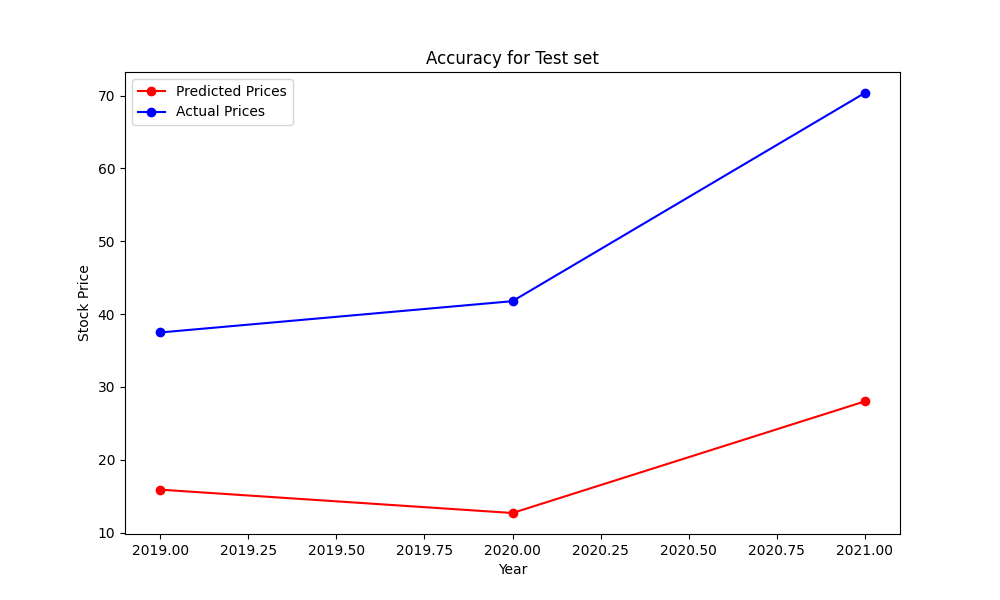 Accuracy for Test set
Predicted Prices
Actual Prices
70
60
50
40
30
20
10
Stock Price
2019.00 2019.25 2019.50 2019.75 2020.00 2020.25 2020.50 2020.75 2021.00
Year